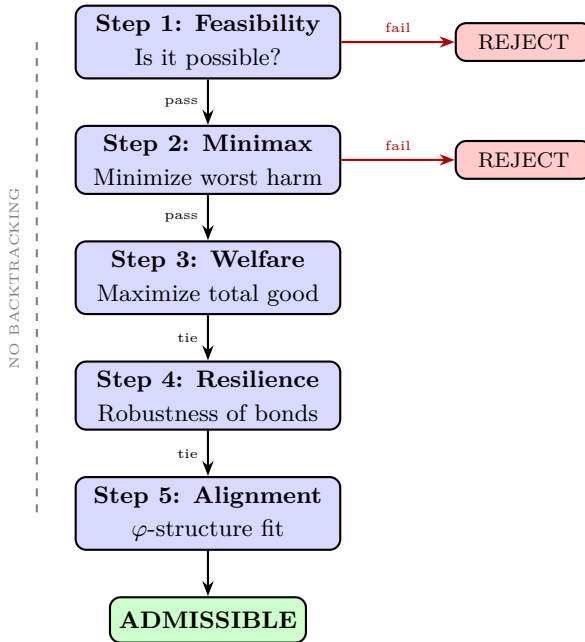 Step 1: Feasibility
Is it possible?
fail
REJECT
pass
Step 2: Minimax
Minimize worst harm
fail
REJECT
pass
Step 3: Welfare
Maximize total good
tie
Step 4: Resilience
Robustness of bonds
tie
Step 5: Alignment
φ-structure fit
ADMISSIBLE
NO BACKTRACKING